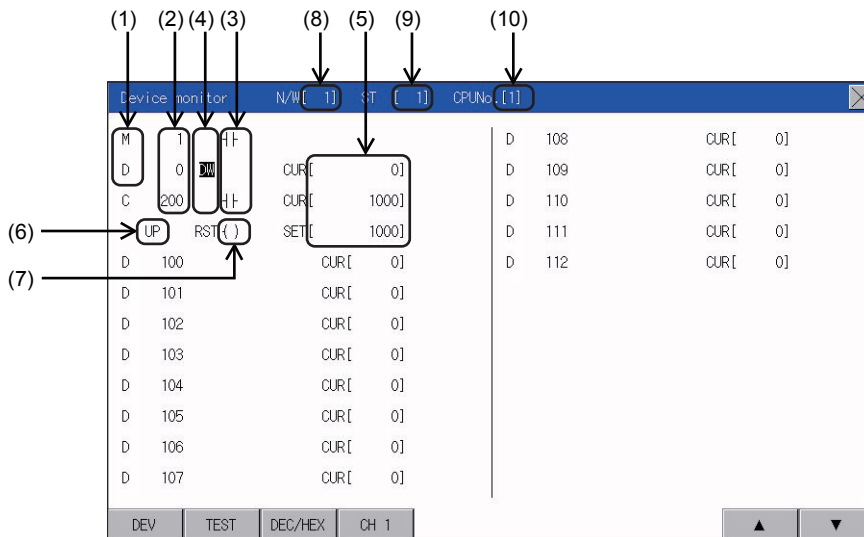 (1) (2) (4) (3) (8) (5) (9) (10)
Device monitor N/W[ 1] ST [ 1] CPUNo.[1]
M 1
D 0 DW CUR[ 0]
C 200 CUR[ 1000]
(6) UP RST( ) SET[ 1000]
(7)
D 100 CUR[ 0]
D 101 CUR[ 0]
D 102 CUR[ 0]
D 103 CUR[ 0]
D 104 CUR[ 0]
D 105 CUR[ 0]
D 106 CUR[ 0]
D 107 CUR[ 0]
D 108 CUR[ 0]
D 109 CUR[ 0]
D 110 CUR[ 0]
D 111 CUR[ 0]
D 112 CUR[ 0]
DEV TEST DEC/HEX CH 1 ▲ ▼